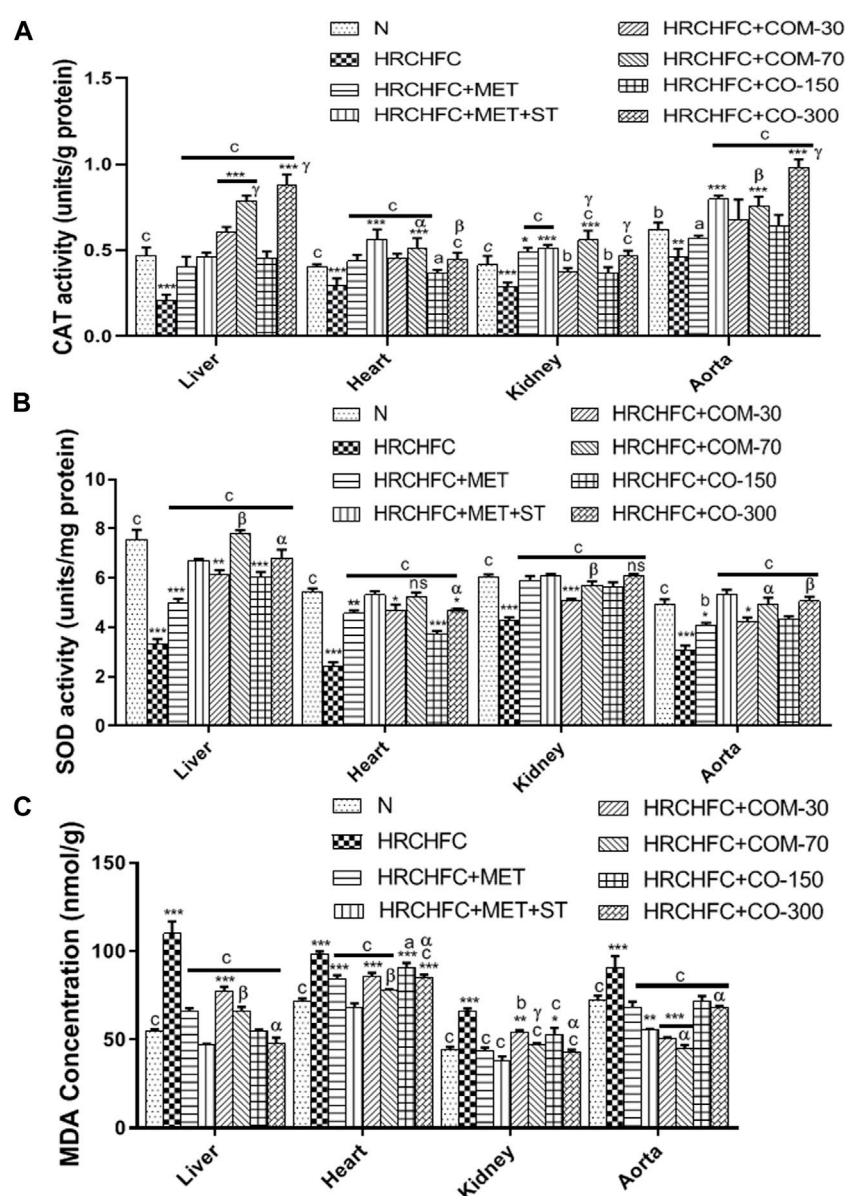 A
N
HRCHFC
HRCHFC+MET
HRCHFC+MET+ST
HRCHFC+COM-30
HRCHFC+COM-70
HRCHFC+CO-150
HRCHFC+CO-300
CAT activity (units/g protein)
1.5
1.0
0.5
0.0
c *** c *** γ *** γ
c *** c *** α *** a β c
c *** * c *** b γ c *** b γ c
b ** a c *** β *** *** γ
Liver Heart Kidney Aorta
B
N
HRCHFC
HRCHFC+MET
HRCHFC+MET+ST
HRCHFC+COM-30
HRCHFC+COM-70
HRCHFC+CO-150
HRCHFC+CO-300
SOD activity (units/mg protein)
10
8
6
4
2
0
c *** c *** ** β *** α
c *** c ** * ns *** α *
c *** c *** β ns
c *** b * c * α β
Liver Heart Kidney Aorta
C
N
HRCHFC
HRCHFC+MET
HRCHFC+MET+ST
HRCHFC+COM-30
HRCHFC+COM-70
HRCHFC+CO-150
HRCHFC+CO-300
MDA Concentration (nmol/g)
150
100
50
0
c *** c *** β α
c *** c *** *** β a *** α c ***
c *** c c b ** γ c c * α c
c *** c ** *** α α
Liver Heart Kidney Aorta